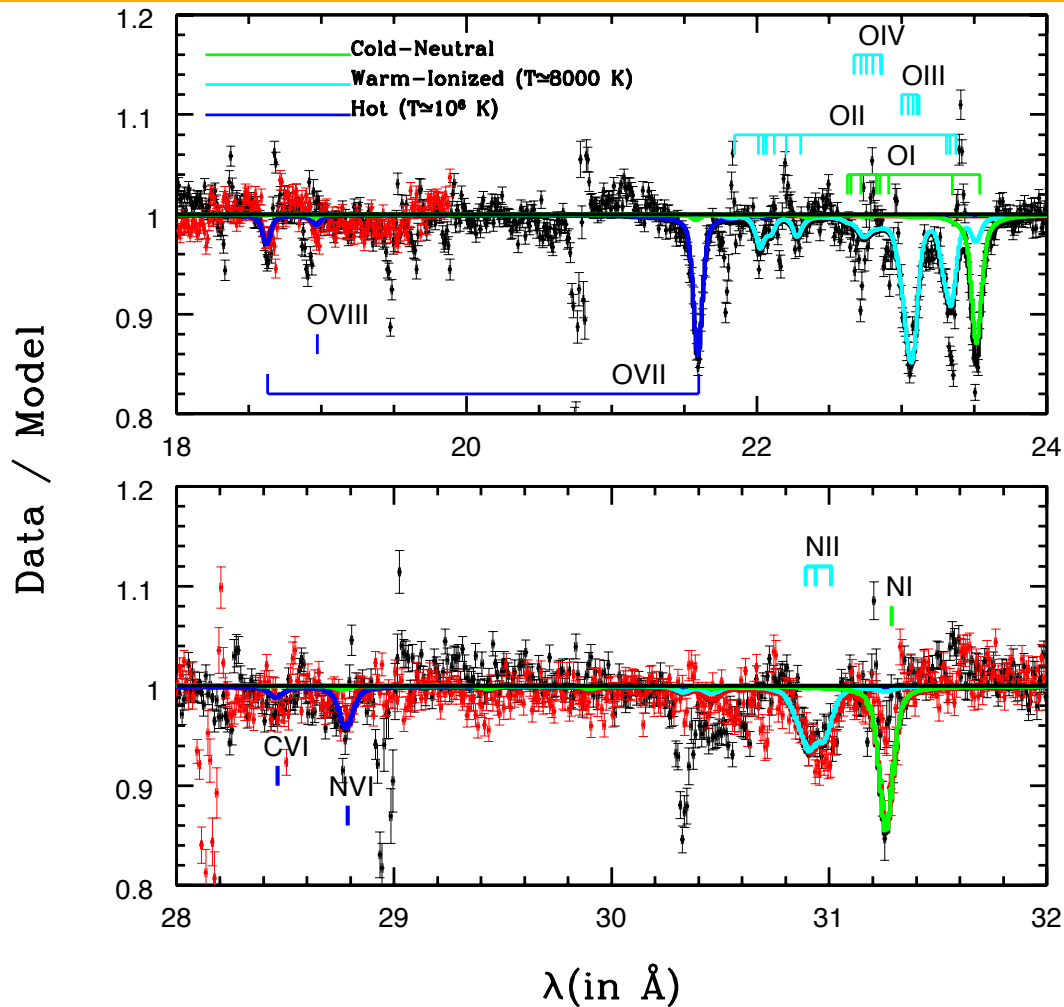 1.2
Cold-Neutral
Warm-Ionized (T≃8000 K)
Hot (T≃10⁶ K)
OIV
OIII
1.1
OII
OI
1
0.9
OVIII
OVII
0.8
18 20 22 24
Data / Model
1.2
NII
1.1
NI
1
CVI
0.9
NVI
0.8
28 29 30 31 32
λ(in Å)